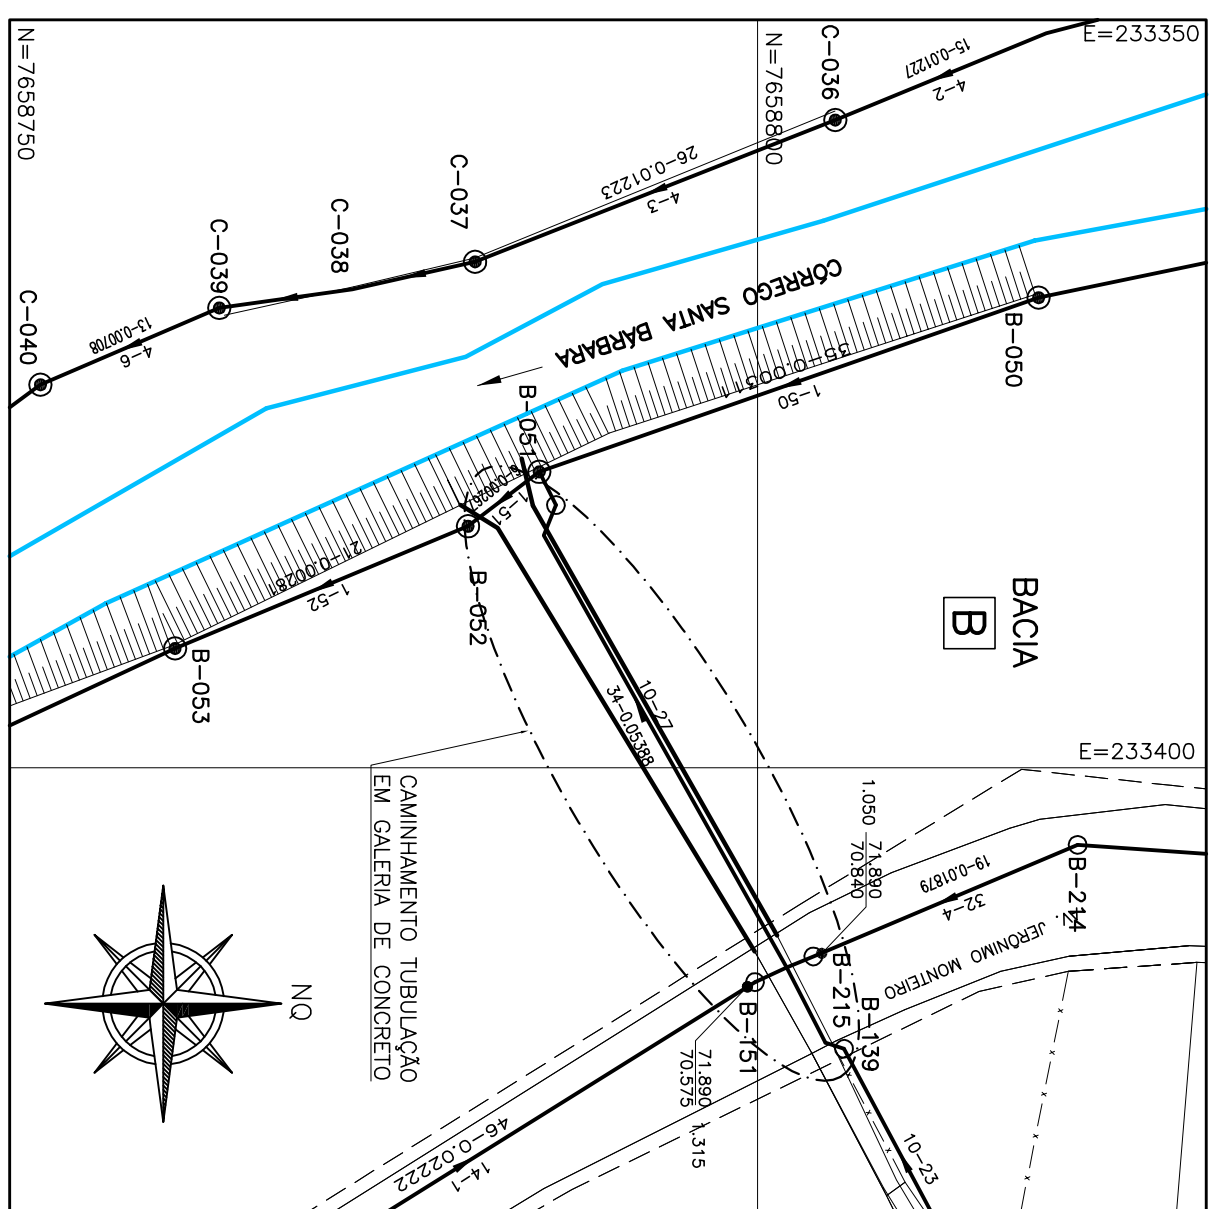 E=233350
N=7658750
N=7658800
C-036
15-0.01227
4-2
26-0.01223
4-3
C-037
C-038
C-039
C-040
13-0.00708
4-6
CÓRREGO SANTA BÁRBARA
B-050
35-0.00311
1-50
B-051
1-51
B-052
21-0.00281
1-52
B-053
BACIA
B
10-27
34-0.05388
E=233400
1.050
71.890
70.840
19-0.01879
32-4
B-214
JERÔNIMO MONTEIRO
B-215
B-139
B-151
71.890
70.575
1.315
CAMINHAMENTO TUBULAÇÃO
EM GALERIA DE CONCRETO
NQ
46-0.02222
14-1
10-23